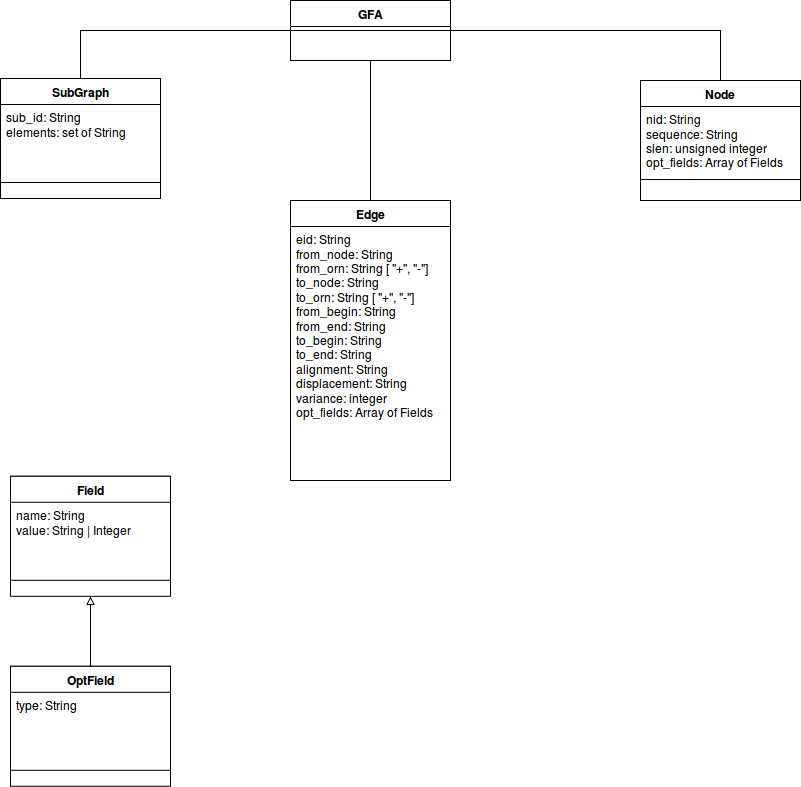 GFA
SubGraph
sub_id: String
elements: set of String
Node
nid: String
sequence: String
slen: unsigned integer
opt_fields: Array of Fields
Edge
eid: String
from_node: String
from_orn: String [ "+", "-"]
to_node: String
to_orn: String [ "+", "-"]
from_begin: String
from_end: String
to_begin: String
to_end: String
alignment: String
displacement: String
variance: integer
opt_fields: Array of Fields
Field
name: String
value: String | Integer
OptField
type: String